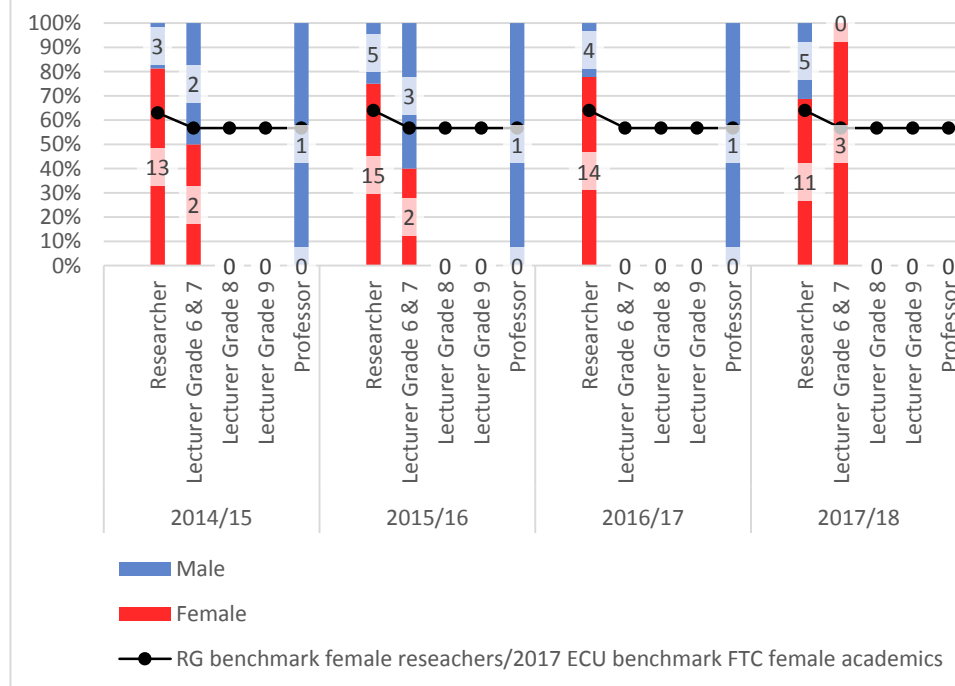 100%
90%
80%
70%
60%
50%
40%
30%
20%
10%
0%
3
13
2
2
0
0
1
0
5
15
3
2
0
0
1
0
4
14
0
0
0
1
0
5
11
0
3
0
0
0
Researcher
Lecturer Grade 6 & 7
Lecturer Grade 8
Lecturer Grade 9
Professor
Researcher
Lecturer Grade 6 & 7
Lecturer Grade 8
Lecturer Grade 9
Professor
Researcher
Lecturer Grade 6 & 7
Lecturer Grade 8
Lecturer Grade 9
Professor
Researcher
Lecturer Grade 6 & 7
Lecturer Grade 8
Lecturer Grade 9
Professor
2014/15
2015/16
2016/17
2017/18
Male
Female
RG benchmark female reseachers/2017 ECU benchmark FTC female academics